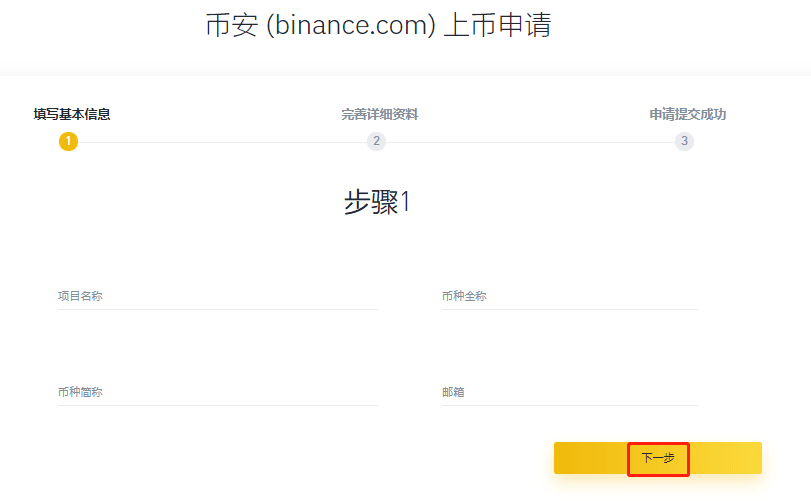 币安 (binance.com) 上币申请
填写基本信息 完善详细资料 申请提交成功
1 2 3
步骤1
项目名称 币种全称
币种简称 邮箱
下一步